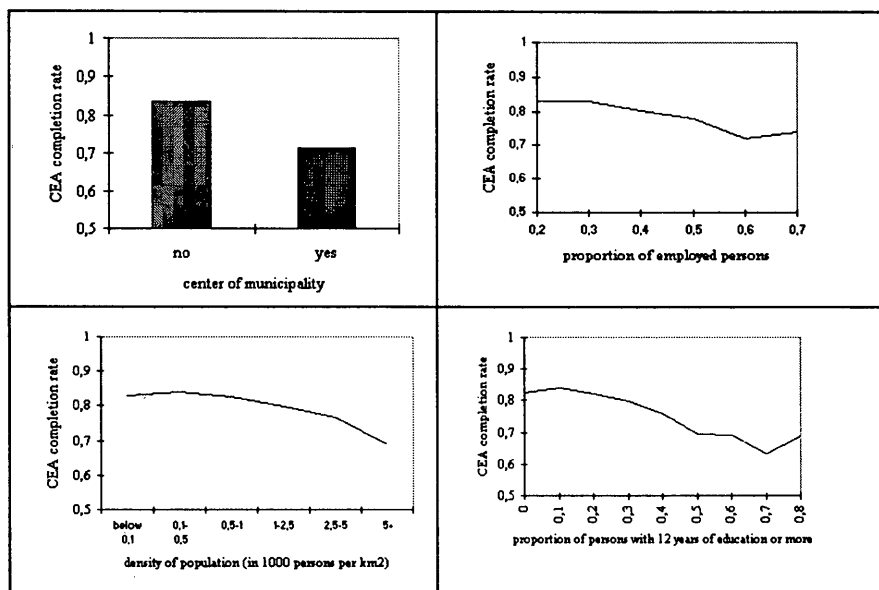 1
0,9
0,8
0,7
0,6
0,5
CEA completion rate
no yes
center of municipality
1
0,9
0,8
0,7
0,6
0,5
CEA completion rate
0,2 0,3 0,4 0,5 0,6 0,7
proportion of employed persons
1
0,9
0,8
0,7
0,6
0,5
CEA completion rate
below 0,1- 0,5-1 1-2,5 2,5-5 5+
0,1 0,5
density of population (in 1000 persons per km2)
1
0,9
0,8
0,7
0,6
0,5
CEA completion rate
0 0,1 0,2 0,3 0,4 0,5 0,6 0,7 0,8
proportion of persons with 12 years of education or more